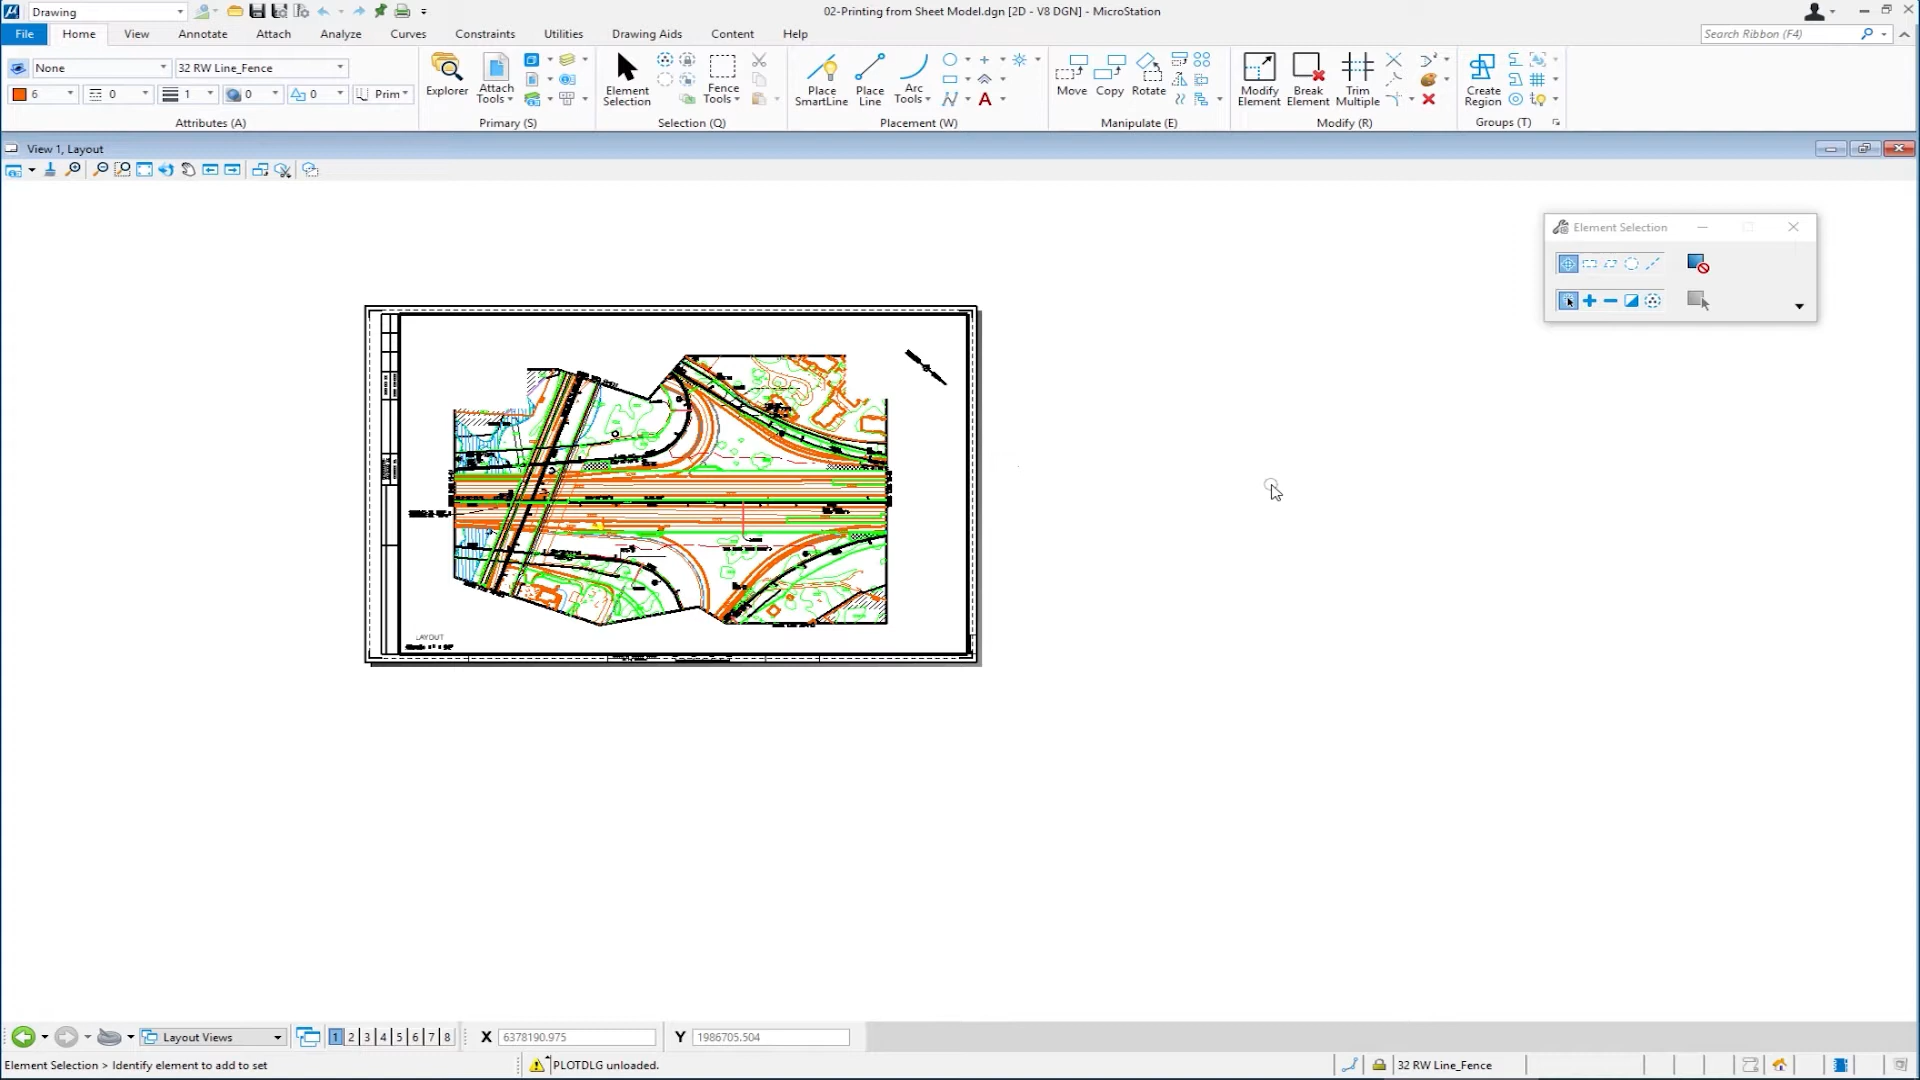 Drawing
02-Printing from Sheet Model.dgn [2D - V8 DGN] - MicroStation
File Home View Annotate Attach Analyze Curves Constraints Utilities Drawing Aids Content Help
Search Ribbon (F4)
None 32 RW Line_Fence
6 0 1 0 0 Prim
Attributes (A)
Explorer
Attach Tools
Primary (S)
Element Selection
Fence Tools
Selection (Q)
Place SmartLine
Place Line
Arc Tools
Placement (W)
Move Copy Rotate
Manipulate (E)
Modify Element
Break Element
Trim Multiple
Modify (R)
Create Region
Groups (T)
View 1, Layout
Element Selection
LAYOUT
Layout Views
1 2 3 4 5 6 7 8
X 6378190.975
Y 1986705.504
Element Selection > Identify element to add to set
PLOTDLG unloaded.
32 RW Line_Fence